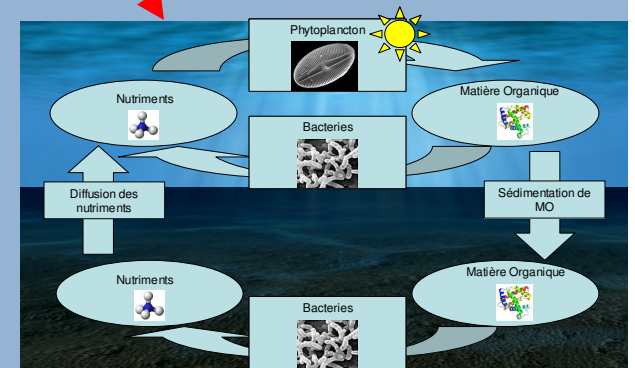 Phytoplancton
Nutriments
Matière Organique
Bacteries
Diffusion des
nutriments
Sédimentation de
MO
Nutriments
Matière Organique
Bacteries